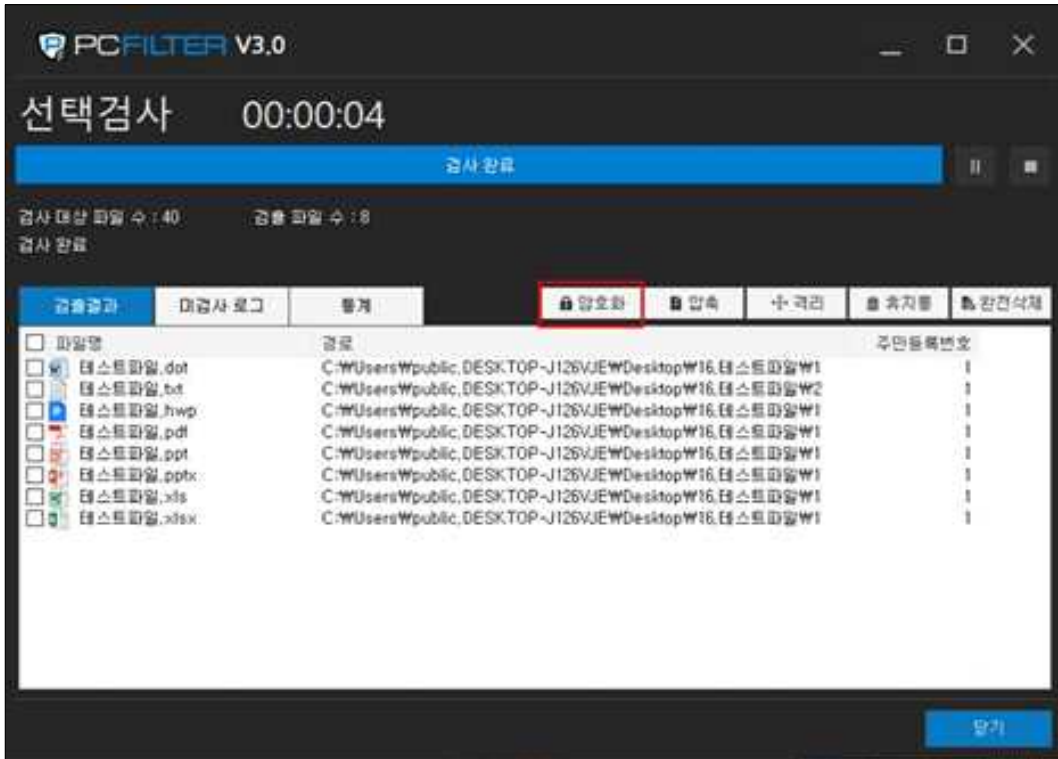 PCFILTER V3.0
선택검사 00:00:04
검사 완료
검사 대상 파일 수 : 40 검출 파일 수 : 8
검사 완료
검출결과 미검사 로그 통계 암호화 압축 격리 휴지통 완전삭제
파일명 경로 주민등록번호
테스트파일.dot C:₩Users₩public.DESKTOP-J126VJE₩Desktop₩16.테스트파일₩1 1
테스트파일.txt C:₩Users₩public.DESKTOP-J126VJE₩Desktop₩16.테스트파일₩2 1
테스트파일.hwp C:₩Users₩public.DESKTOP-J126VJE₩Desktop₩16.테스트파일₩1 1
테스트파일.pdf C:₩Users₩public.DESKTOP-J126VJE₩Desktop₩16.테스트파일₩1 1
테스트파일.ppt C:₩Users₩public.DESKTOP-J126VJE₩Desktop₩16.테스트파일₩1 1
테스트파일.pptx C:₩Users₩public.DESKTOP-J126VJE₩Desktop₩16.테스트파일₩1 1
테스트파일.xls C:₩Users₩public.DESKTOP-J126VJE₩Desktop₩16.테스트파일₩1 1
테스트파일.xlsx C:₩Users₩public.DESKTOP-J126VJE₩Desktop₩16.테스트파일₩1 1
닫기